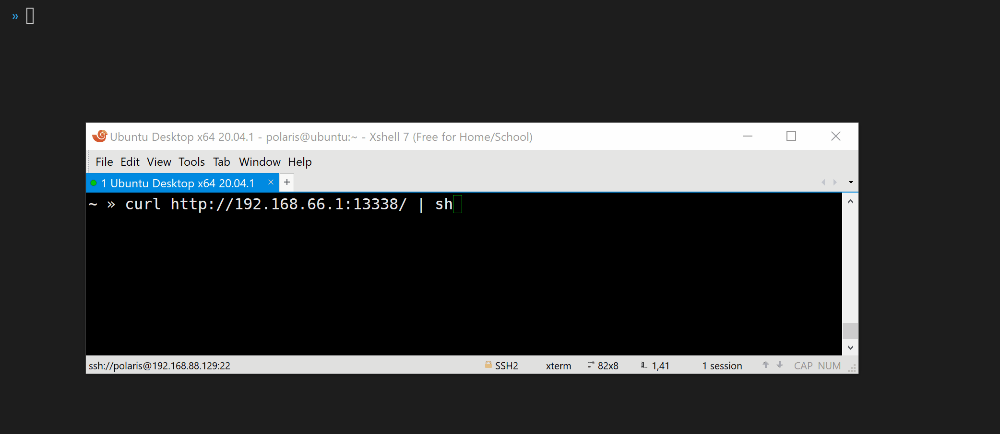 »
Ubuntu Desktop x64 20.04.1 - polaris@ubuntu:~ - Xshell 7 (Free for Home/School)
File Edit View Tools Tab Window Help
1 Ubuntu Desktop x64 20.04.1 × +
~ » curl http://192.168.66.1:13338/ | sh
ssh://polaris@192.168.88.129:22 SSH2 xterm 82x8 1,41 1 session CAP NUM